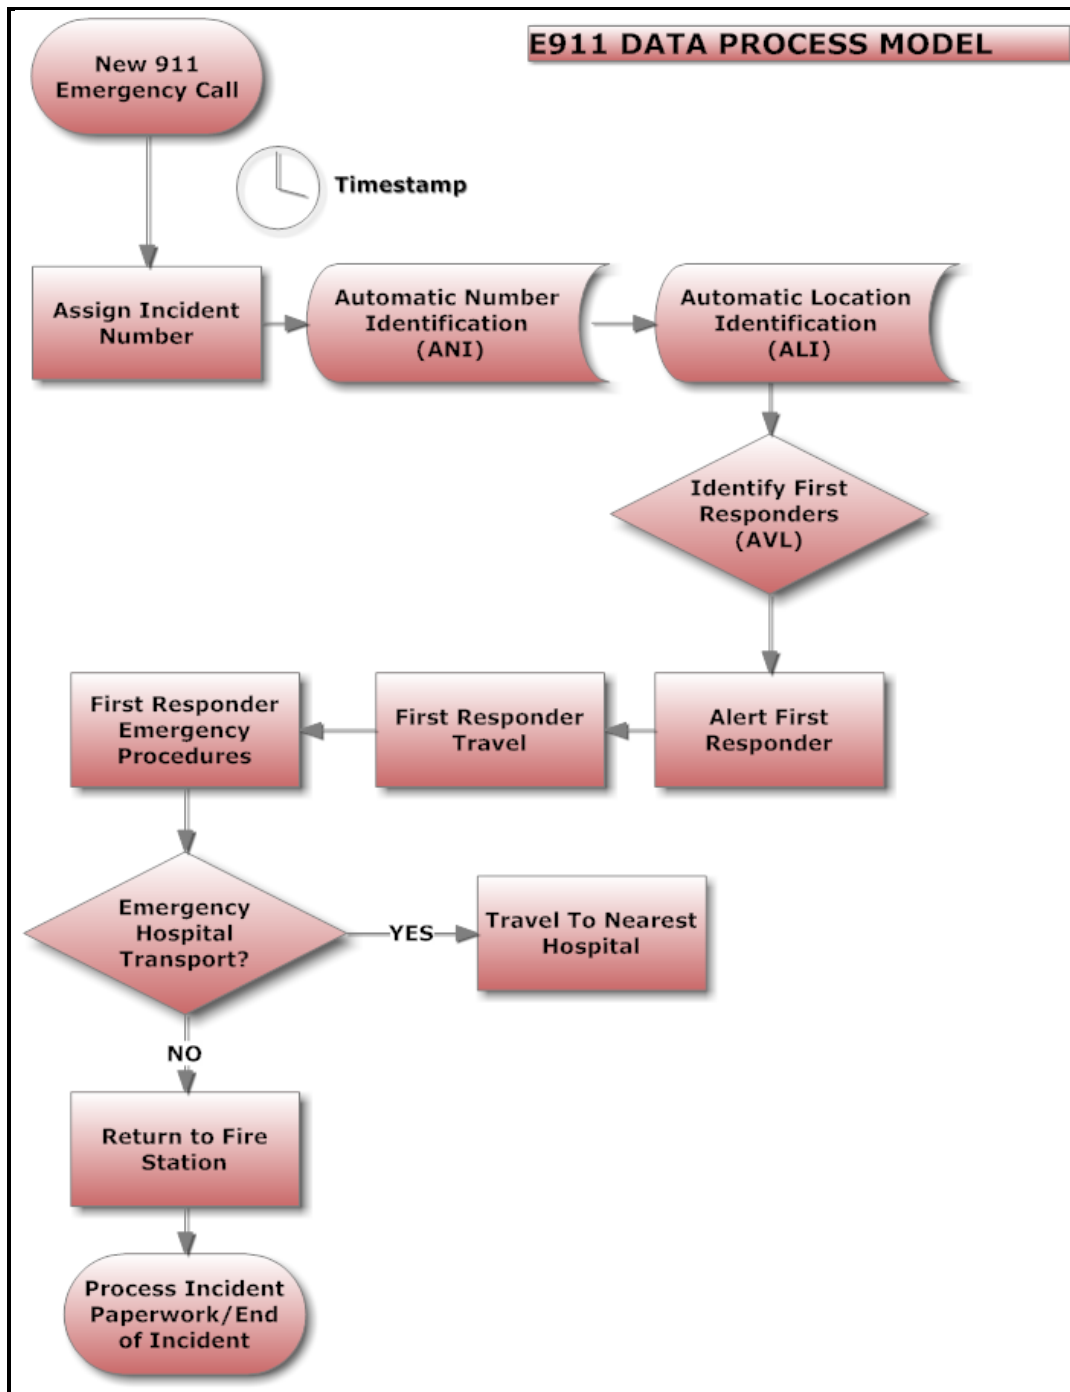 E911 DATA PROCESS MODEL
New 911
Emergency Call
Timestamp
Assign Incident
Number
Automatic Number
Identification
(ANI)
Automatic Location
Identification
(ALI)
Identify First
Responders
(AVL)
Alert First
Responder
First Responder
Travel
First Responder
Emergency
Procedures
Emergency
Hospital
Transport?
YES
Travel To Nearest
Hospital
NO
Return to Fire
Station
Process Incident
Paperwork/End
of Incident